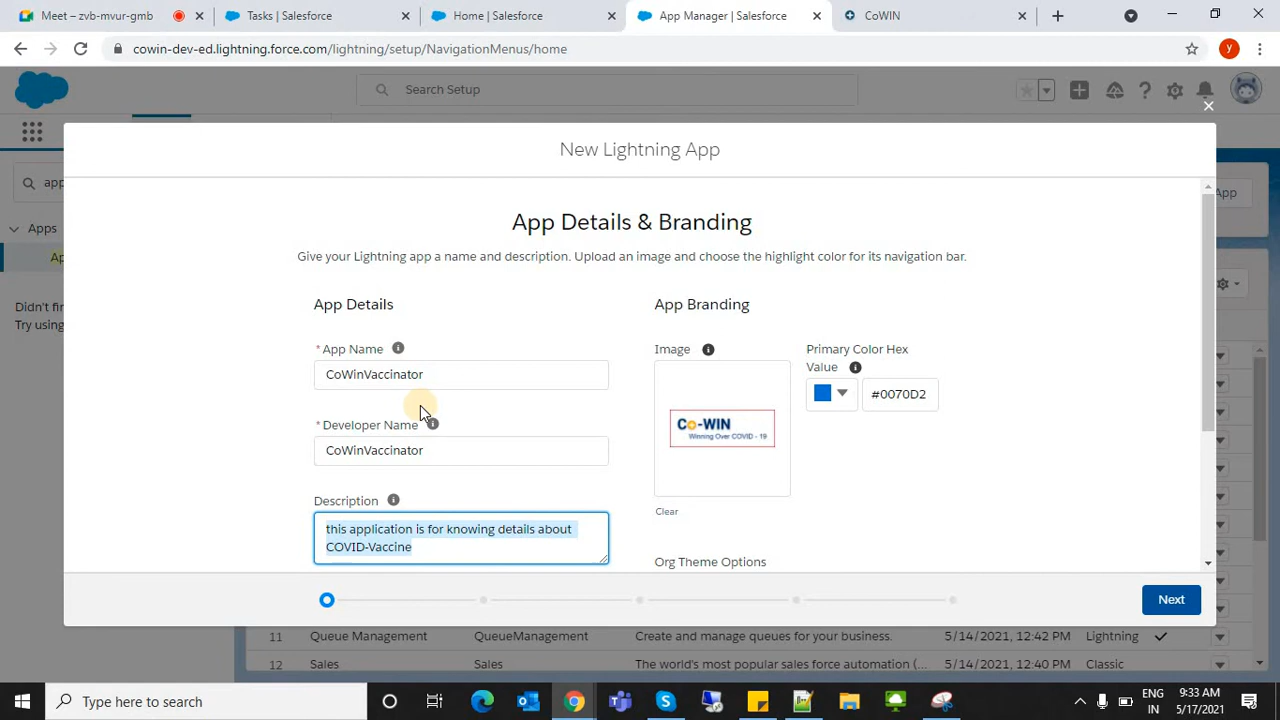 Meet – zvb-mvur-gmb
Tasks | Salesforce
Home | Salesforce
App Manager | Salesforce
CoWIN
cowin-dev-ed.lightning.force.com/lightning/setup/NavigationMenus/home
y
Search Setup
New Lightning App
app
App
App Details & Branding
Apps
Ap
Give your Lightning app a name and description. Upload an image and choose the highlight color for its navigation bar.
Didn't fin
Try using
App Details
App Branding
* App Name
Image
Primary Color Hex
Value
CoWinVaccinator
#0070D2
* Developer Name
Co-WIN
Winning Over COVID - 19
CoWinVaccinator
Description
Clear
this application is for knowing details about
COVID-Vaccine
Org Theme Options
Next
11 Queue Management QueueManagement Create and manage queues for your business. 5/14/2021, 12:42 PM Lightning
12 Sales Sales The world's most popular sales force automation (... 5/14/2021, 12:40 PM Classic
Type here to search
ENG
IN
9:33 AM
5/17/2021